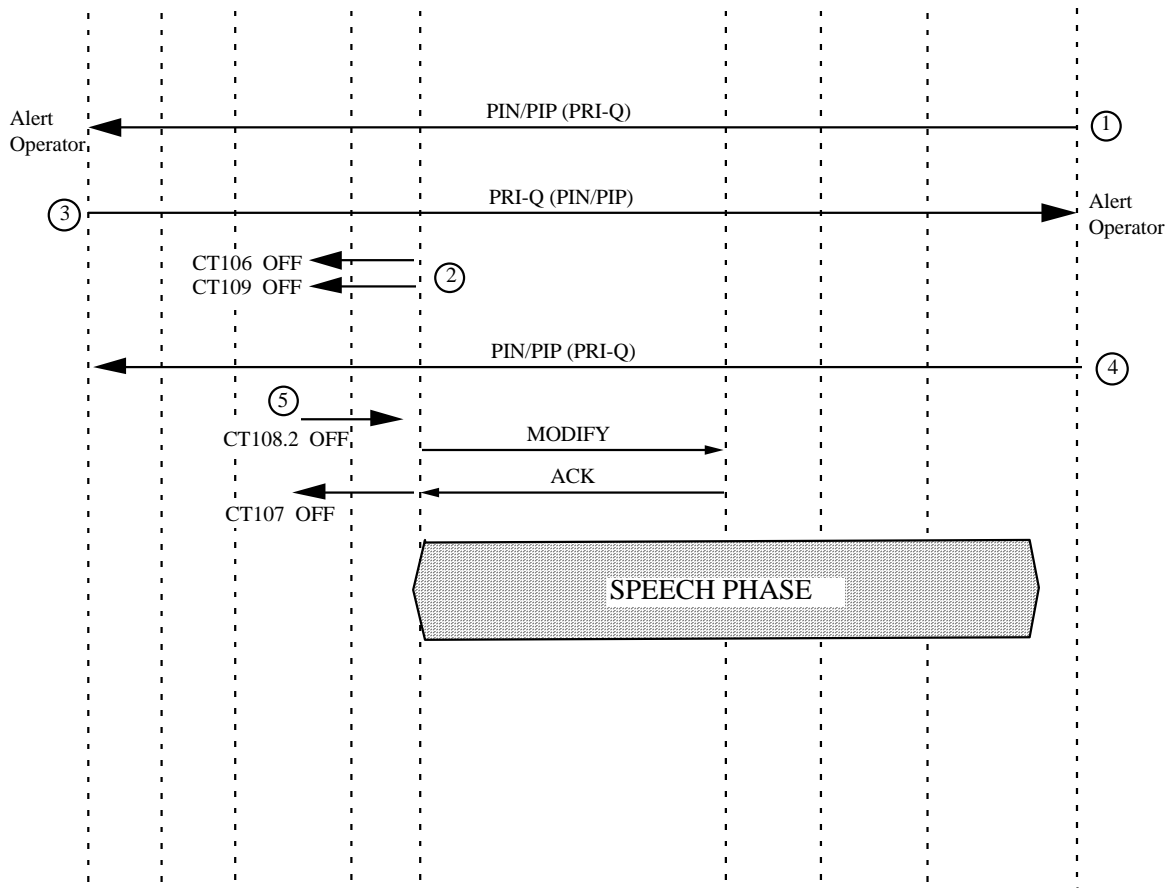 PIN/PIP (PRI-Q)
Alert
Operator
1
PRI-Q (PIN/PIP)
3
Alert
Operator
CT106 OFF
2
CT109 OFF
PIN/PIP (PRI-Q)
4
5
CT108.2 OFF
MODIFY
ACK
CT107 OFF
SPEECH PHASE